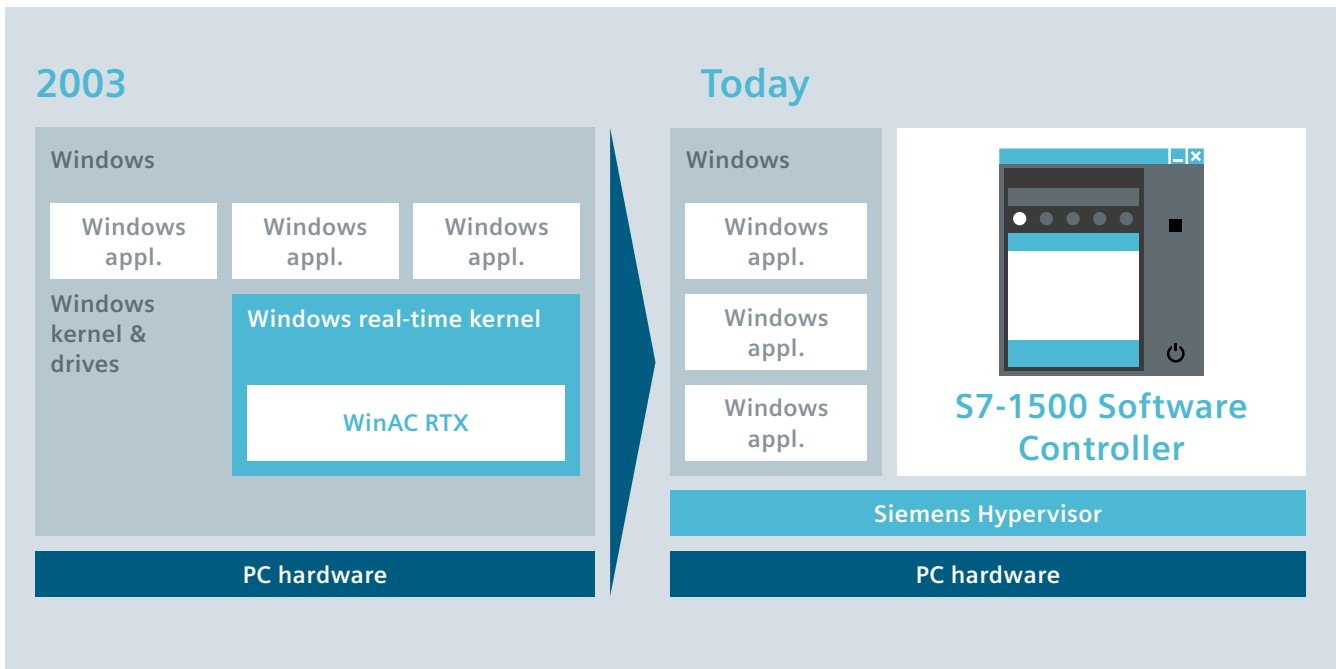 2003
Windows
Windows
appl.
Windows
appl.
Windows
appl.
Windows
kernel &
drives
Windows real-time kernel
WinAC RTX
PC hardware
Today
Windows
Windows
appl.
Windows
appl.
Windows
appl.
S7-1500 Software
Controller
Siemens Hypervisor
PC hardware